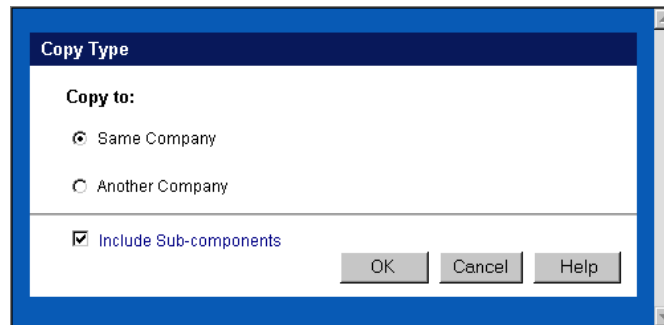 Copy Type
Copy to:
Same Company
Another Company
Include Sub-components
OK Cancel Help